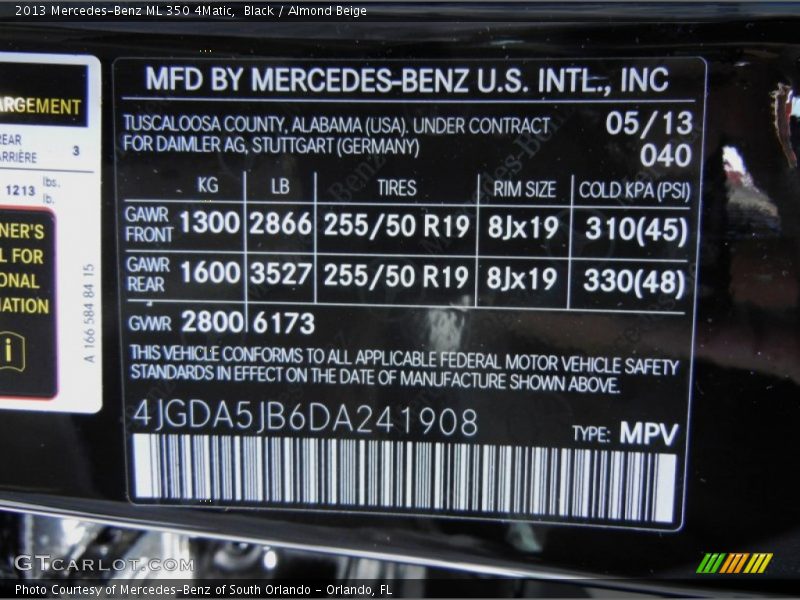 2013 Mercedes-Benz ML 350 4Matic, Black / Almond Beige
ARGEMENT
REAR
ARRIÈRE 3
1213 lbs.
lb.
NER'S
L FOR
ONAL
MATION
i
A 166 584 84 15
MFD BY MERCEDES-BENZ U.S. INTL., INC
TUSCALOOSA COUNTY, ALABAMA (USA). UNDER CONTRACT 05/13
FOR DAIMLER AG, STUTTGART (GERMANY) 040
KG LB TIRES RIM SIZE COLD KPA (PSI)
GAWR FRONT 1300 2866 255/50 R19 8Jx19 310(45)
GAWR REAR 1600 3527 255/50 R19 8Jx19 330(48)
GVWR 2800 6173
THIS VEHICLE CONFORMS TO ALL APPLICABLE FEDERAL MOTOR VEHICLE SAFETY
STANDARDS IN EFFECT ON THE DATE OF MANUFACTURE SHOWN ABOVE.
4JGDA5JB6DA241908
TYPE: MPV
GTCARLOT.COM
Photo Courtesy of Mercedes-Benz of South Orlando - Orlando, FL